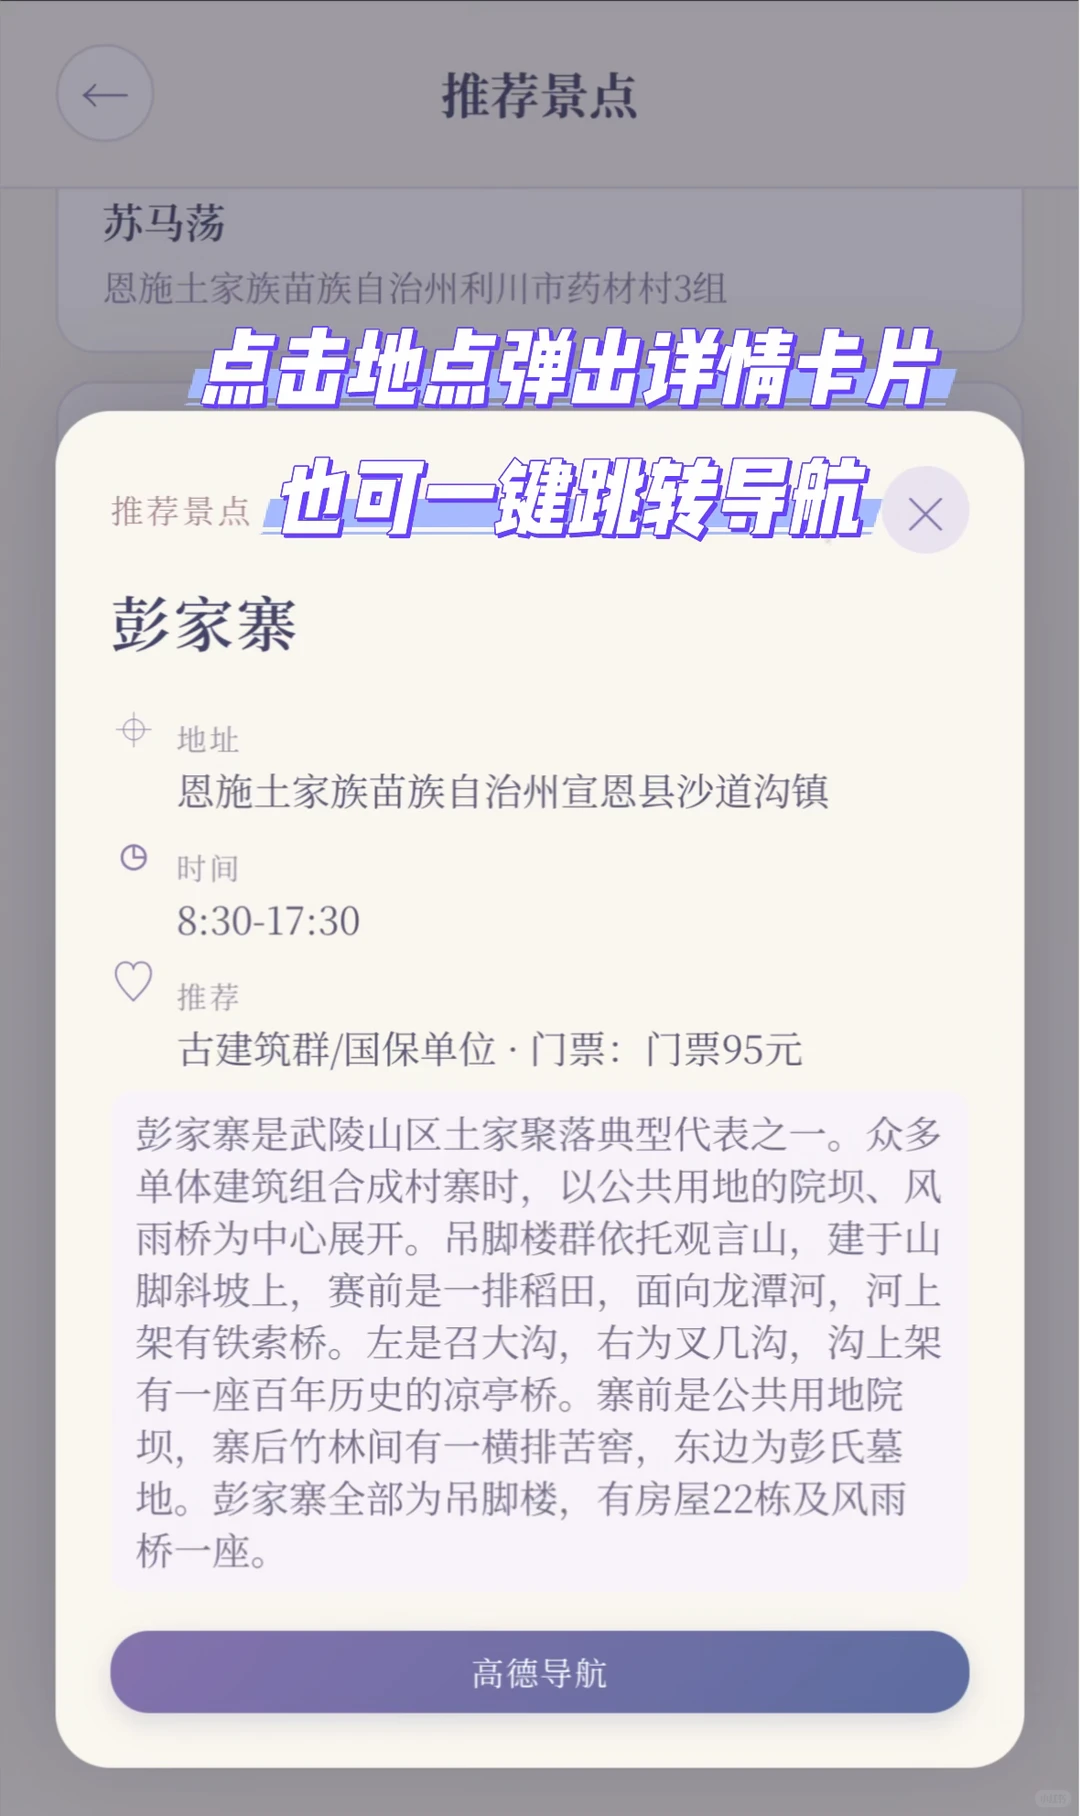 推荐景点
苏马荡
恩施土家族苗族自治州利川市药材村3组
点击地点弹出详情卡片
推荐景点
也可一键跳转导航
彭家寨
地址
恩施土家族苗族自治州宣恩县沙道沟镇
时间
8:30-17:30
推荐
古建筑群/国保单位 · 门票：门票95元
彭家寨是武陵山区土家聚落典型代表之一。众多
单体建筑组合成村寨时，以公共用地的院坝、风
雨桥为中心展开。吊脚楼群依托观言山，建于山
脚斜坡上，赛前是一排稻田，面向龙潭河，河上
架有铁索桥。左是召大沟，右为叉几沟，沟上架
有一座百年历史的凉亭桥。寨前是公共用地院
坝，寨后竹林间有一横排苦窖，东边为彭氏墓
地。彭家寨全部为吊脚楼，有房屋22栋及风雨
桥一座。
高德导航
小红书